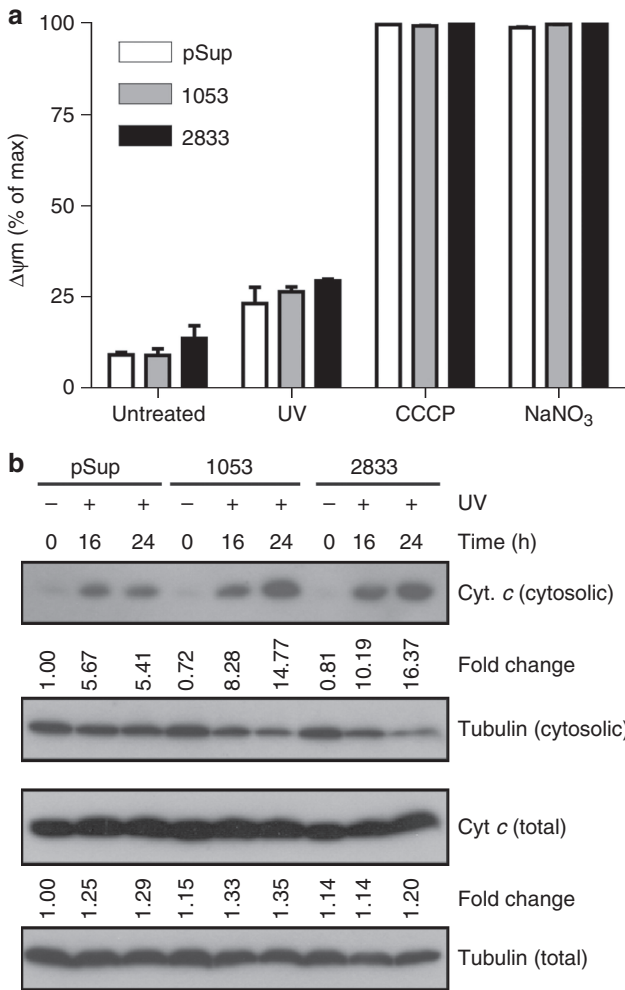 a
100
75
50
25
0
Δψm (% of max)
pSup
1053
2833
Untreated UV CCCP NaNO₃
b
pSup 1053 2833
– + + – + + – + + UV
0 16 24 0 16 24 0 16 24 Time (h)
Cyt. c (cytosolic)
1.00 5.67 5.41 0.72 8.28 14.77 0.81 10.19 16.37 Fold change
Tubulin (cytosolic)
Cyt c (total)
1.00 1.25 1.29 1.15 1.33 1.35 1.14 1.14 1.20 Fold change
Tubulin (total)